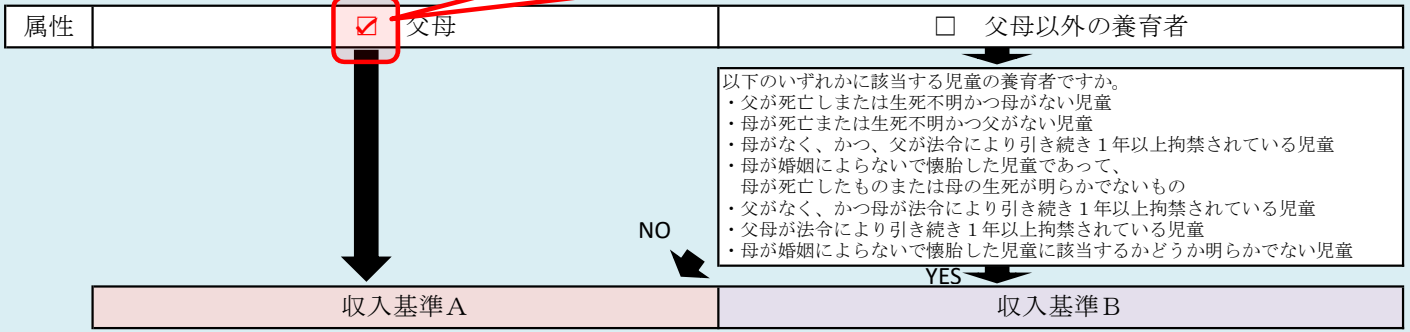 属性
☑ 父母
□ 父母以外の養育者
以下のいずれかに該当する児童の養育者ですか。
・父が死亡しまたは生死不明かつ母がない児童
・母が死亡または生死不明かつ父がない児童
・母がなく、かつ、父が法令により引き続き１年以上拘禁されている児童
・母が婚姻によらないで懐胎した児童であって、
母が死亡したものまたは母の生死が明らかでないもの
・父がなく、かつ母が法令により引き続き１年以上拘禁されている児童
・父母が法令により引き続き１年以上拘禁されている児童
・母が婚姻によらないで懐胎した児童に該当するかどうか明らかでない児童
NO
YES
収入基準Ａ
収入基準Ｂ